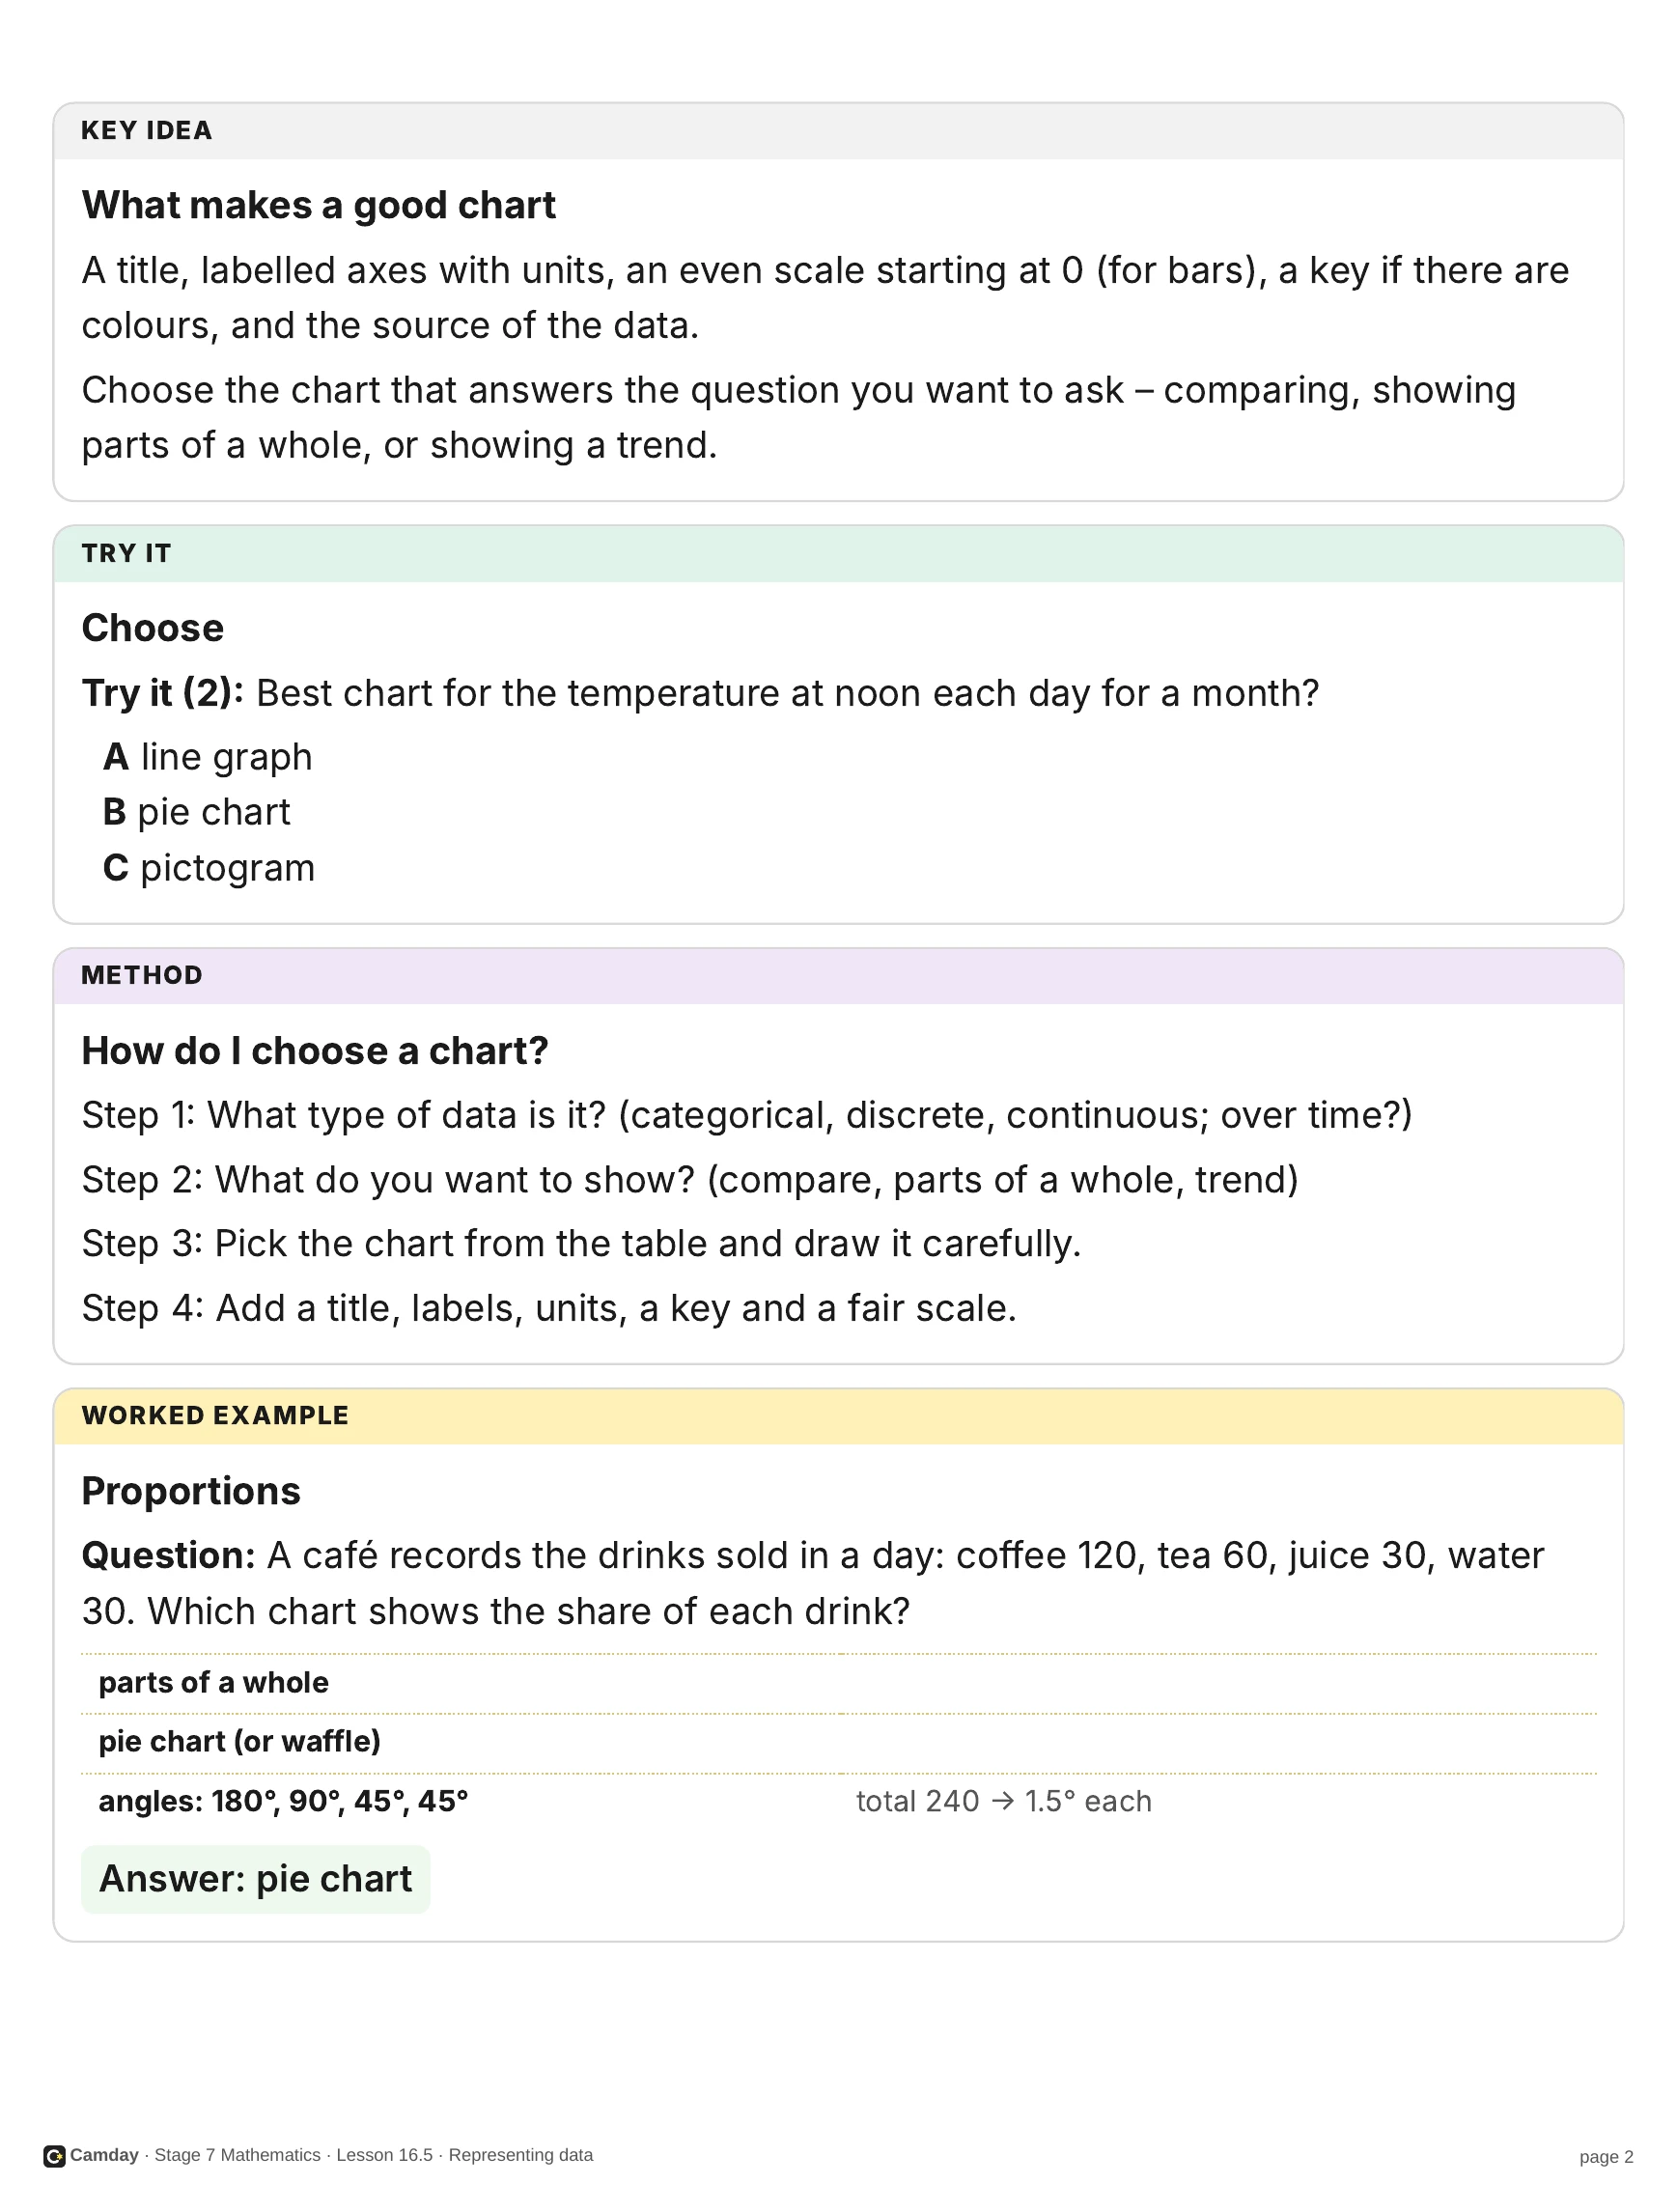 KEY IDEA
What makes a good chart
A title, labelled axes with units, an even scale starting at 0 (for bars), a key if there are
colours, and the source of the data.
Choose the chart that answers the question you want to ask – comparing, showing
parts of a whole, or showing a trend.
TRY IT
Choose
Try it (2): Best chart for the temperature at noon each day for a month?
A line graph
B pie chart
C pictogram
METHOD
How do I choose a chart?
Step 1: What type of data is it? (categorical, discrete, continuous; over time?)
Step 2: What do you want to show? (compare, parts of a whole, trend)
Step 3: Pick the chart from the table and draw it carefully.
Step 4: Add a title, labels, units, a key and a fair scale.
WORKED EXAMPLE
Proportions
Question: A café records the drinks sold in a day: coffee 120, tea 60, juice 30, water
30. Which chart shows the share of each drink?
parts of a whole
pie chart (or waffle)
angles: 180°, 90°, 45°, 45° total 240 → 1.5° each
Answer: pie chart
Camday · Stage 7 Mathematics · Lesson 16.5 · Representing data page 2